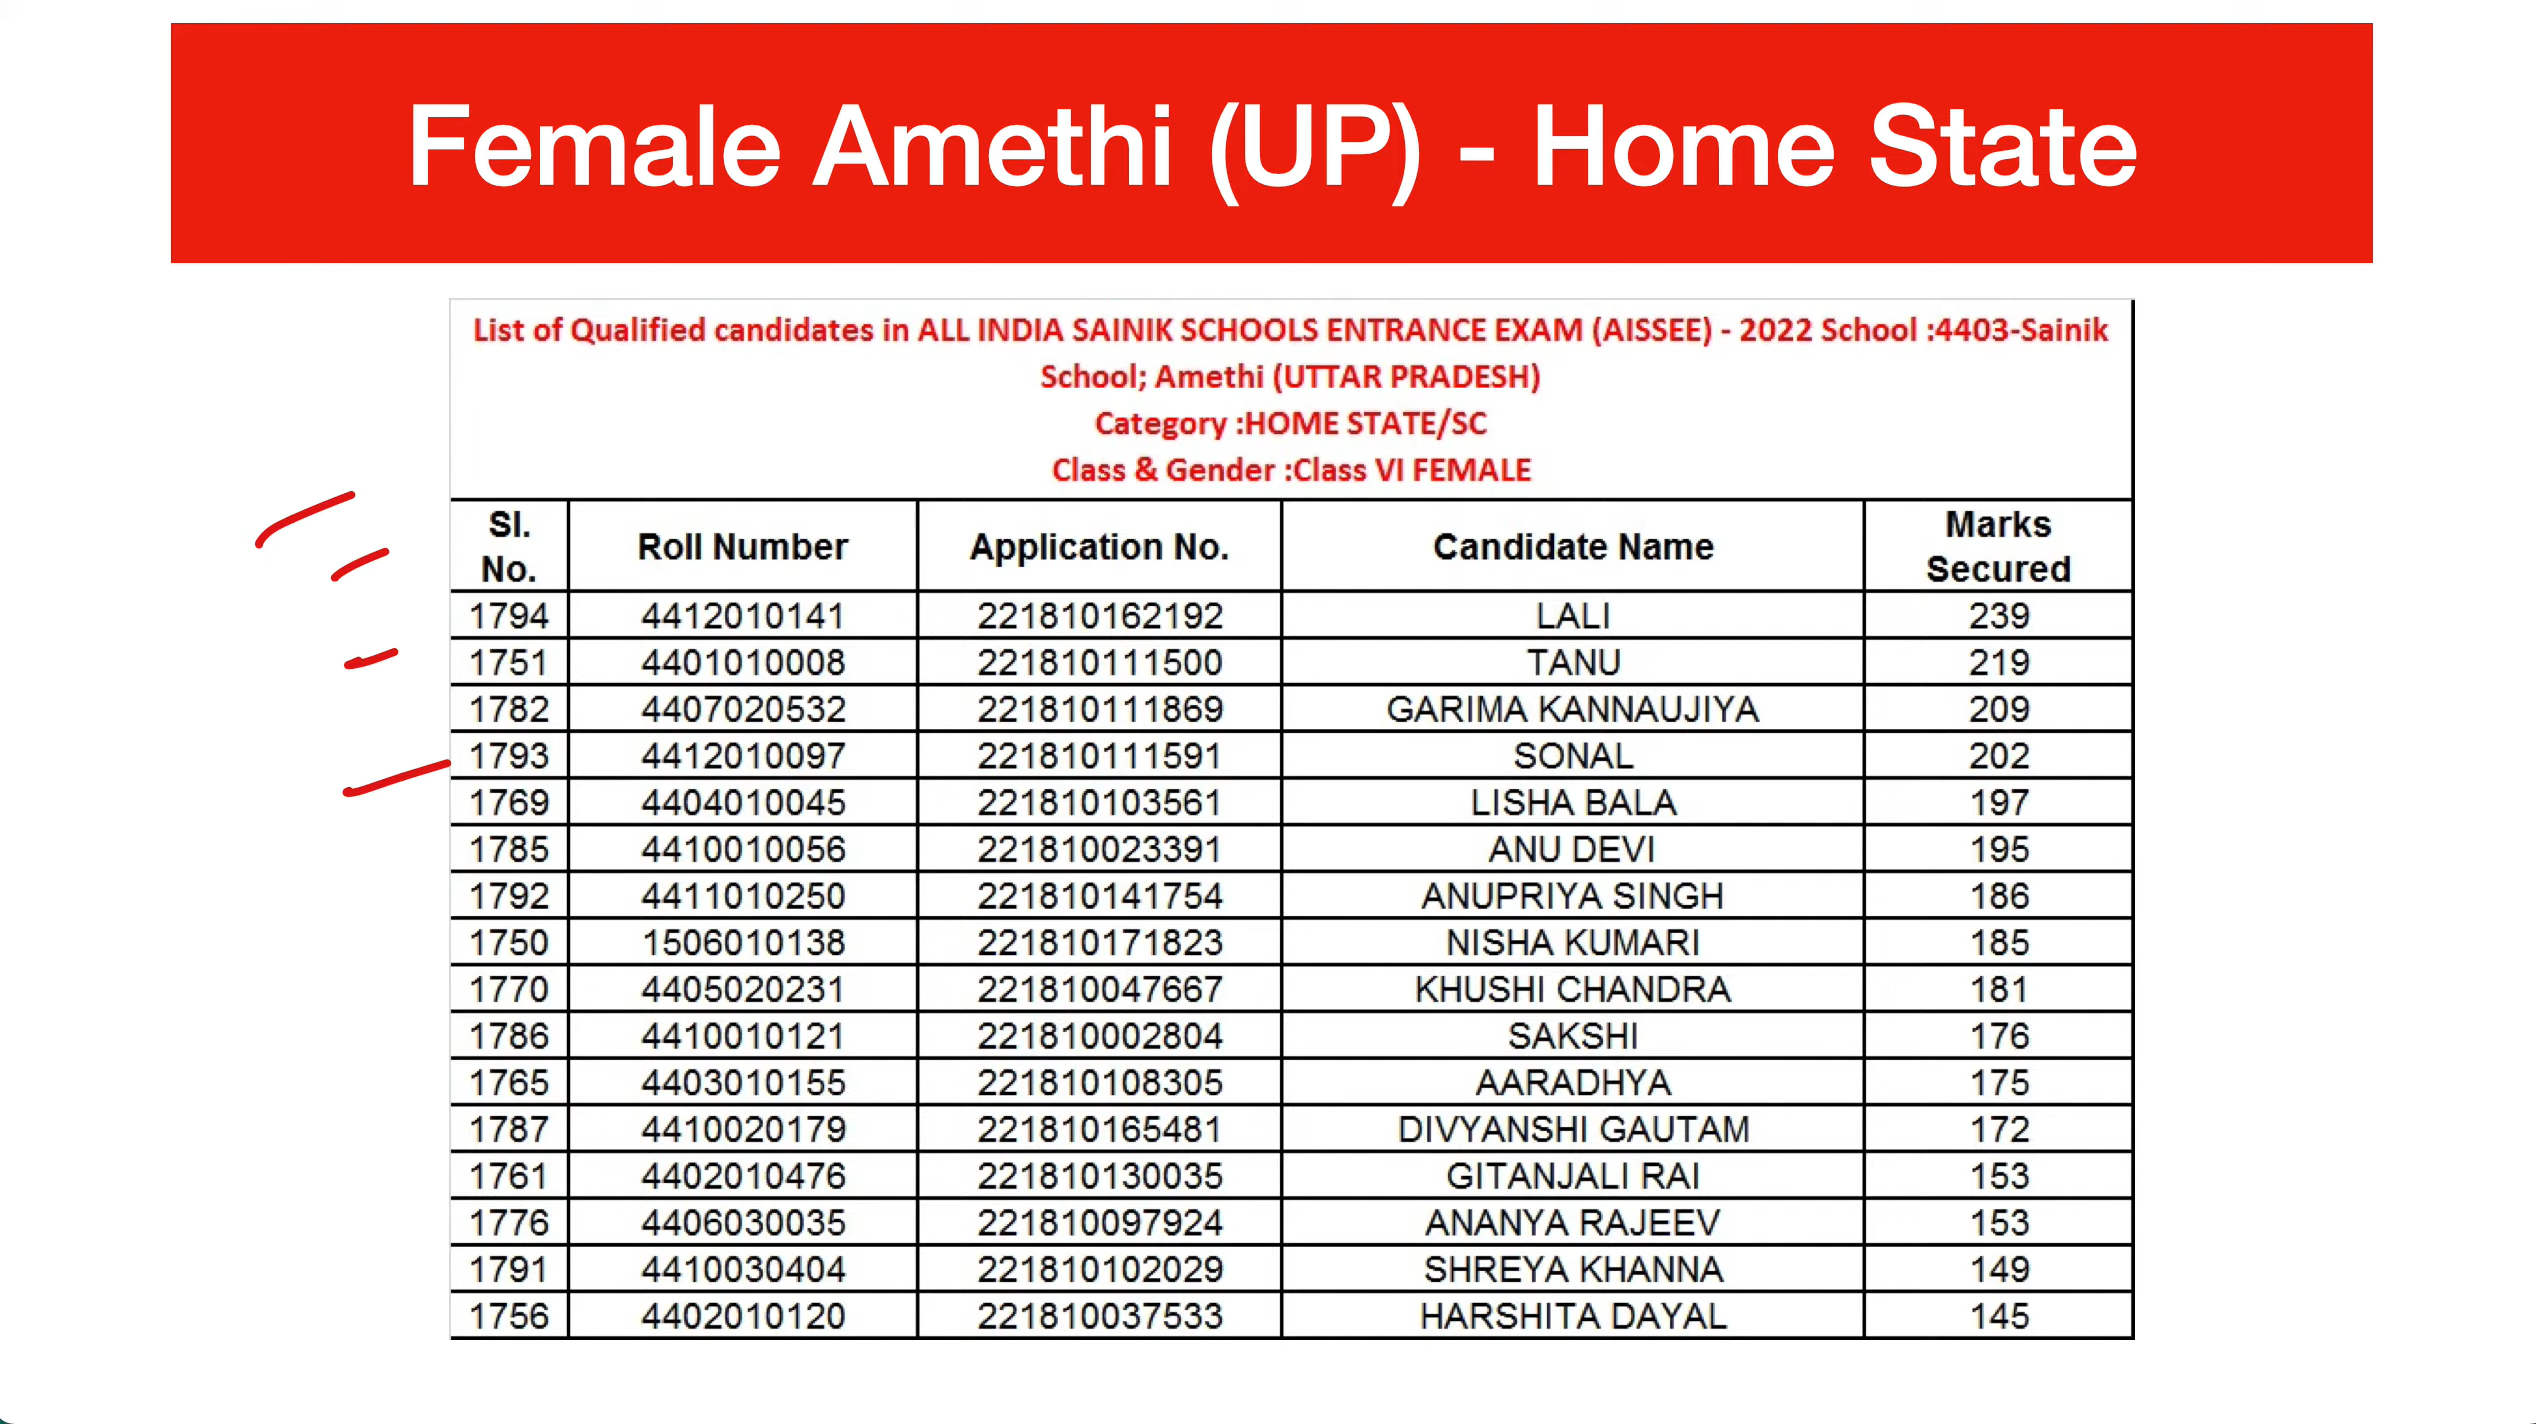 Female Amethi (UP) - Home State
List of Qualified candidates in ALL INDIA SAINIK SCHOOLS ENTRANCE EXAM (AISSEE) - 2022 School :4403-Sainik
School; Amethi (UTTAR PRADESH)
Category :HOME STATE/SC
Class & Gender :Class VI FEMALE
Sl. No. Roll Number Application No. Candidate Name Marks Secured
1794 4412010141 221810162192 LALI 239
1751 4401010008 221810111500 TANU 219
1782 4407020532 221810111869 GARIMA KANNAUJIYA 209
1793 4412010097 221810111591 SONAL 202
1769 4404010045 221810103561 LISHA BALA 197
1785 4410010056 221810023391 ANU DEVI 195
1792 4411010250 221810141754 ANUPRIYA SINGH 186
1750 1506010138 221810171823 NISHA KUMARI 185
1770 4405020231 221810047667 KHUSHI CHANDRA 181
1786 4410010121 221810002804 SAKSHI 176
1765 4403010155 221810108305 AARADHYA 175
1787 4410020179 221810165481 DIVYANSHI GAUTAM 172
1761 4402010476 221810130035 GITANJALI RAI 153
1776 4406030035 221810097924 ANANYA RAJEEV 153
1791 4410030404 221810102029 SHREYA KHANNA 149
1756 4402010120 221810037533 HARSHITA DAYAL 145